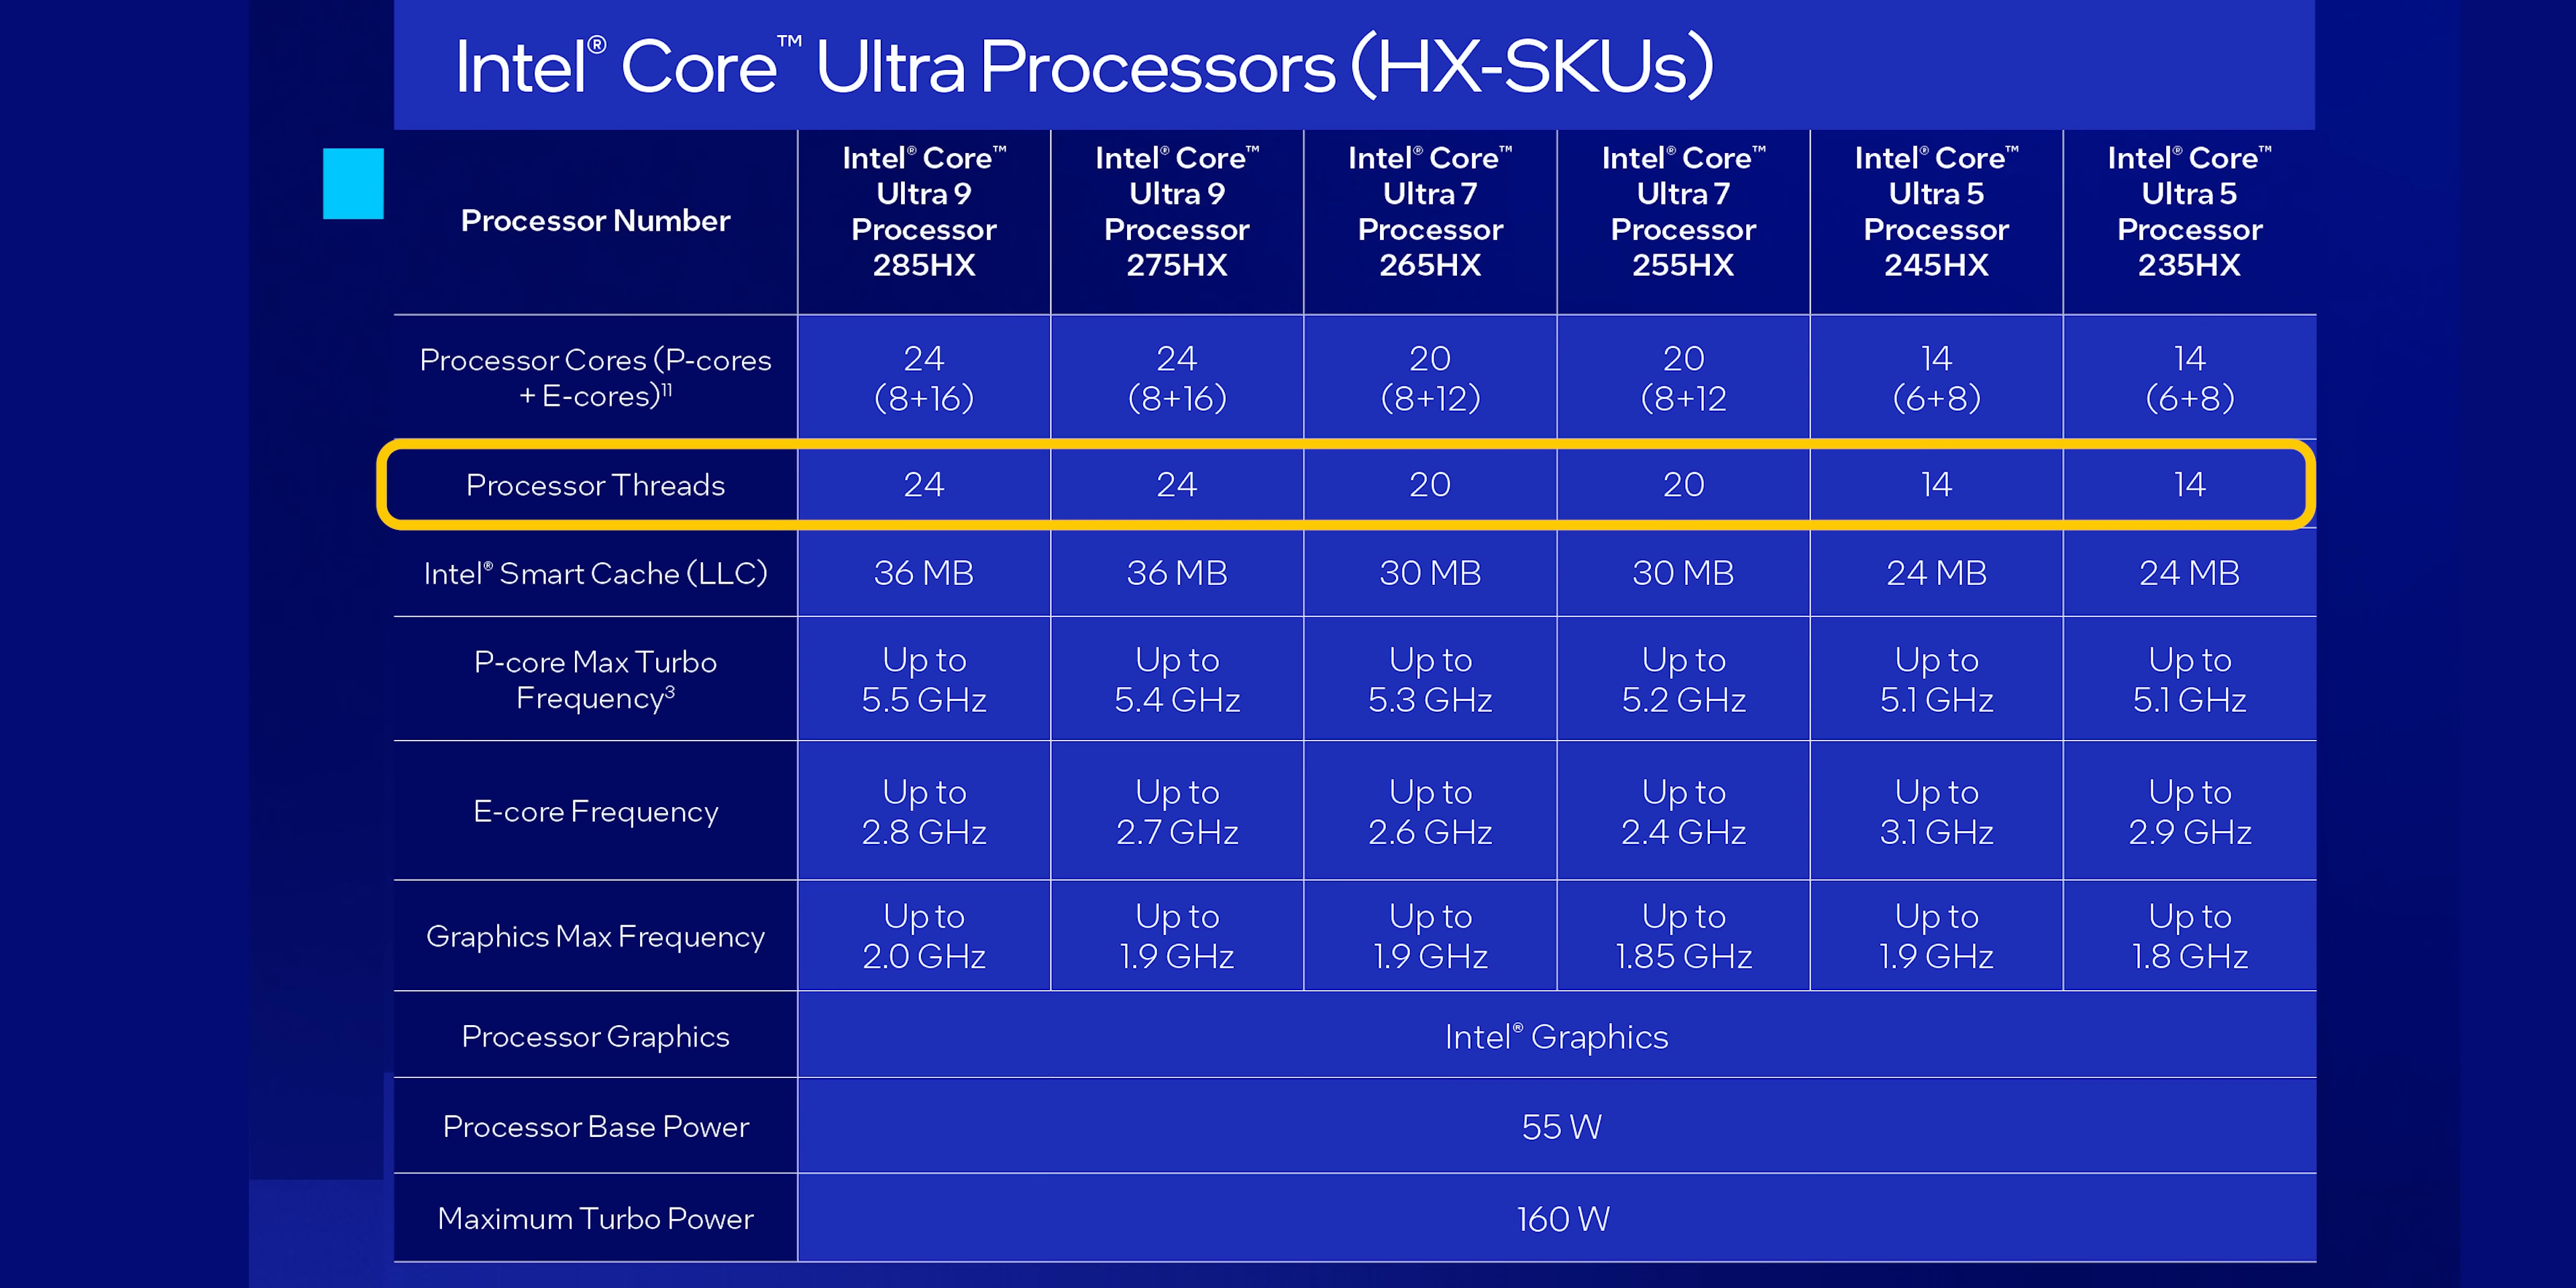 Intel® Core™ Ultra Processors (HX-SKUs)
Processor Number
Intel® Core™
Ultra 9
Processor
285HX
Intel® Core™
Ultra 9
Processor
275HX
Intel® Core™
Ultra 7
Processor
265HX
Intel® Core™
Ultra 7
Processor
255HX
Intel® Core™
Ultra 5
Processor
245HX
Intel® Core™
Ultra 5
Processor
235HX
Processor Cores (P-cores
+ E-cores)¹¹
24
(8+16)
24
(8+16)
20
(8+12)
20
(8+12
14
(6+8)
14
(6+8)
Processor Threads
24
24
20
20
14
14
Intel® Smart Cache (LLC)
36 MB
36 MB
30 MB
30 MB
24 MB
24 MB
P-core Max Turbo
Frequency³
Up to
5.5 GHz
Up to
5.4 GHz
Up to
5.3 GHz
Up to
5.2 GHz
Up to
5.1 GHz
Up to
5.1 GHz
E-core Frequency
Up to
2.8 GHz
Up to
2.7 GHz
Up to
2.6 GHz
Up to
2.4 GHz
Up to
3.1 GHz
Up to
2.9 GHz
Graphics Max Frequency
Up to
2.0 GHz
Up to
1.9 GHz
Up to
1.9 GHz
Up to
1.85 GHz
Up to
1.9 GHz
Up to
1.8 GHz
Processor Graphics
Intel® Graphics
Processor Base Power
55 W
Maximum Turbo Power
160 W